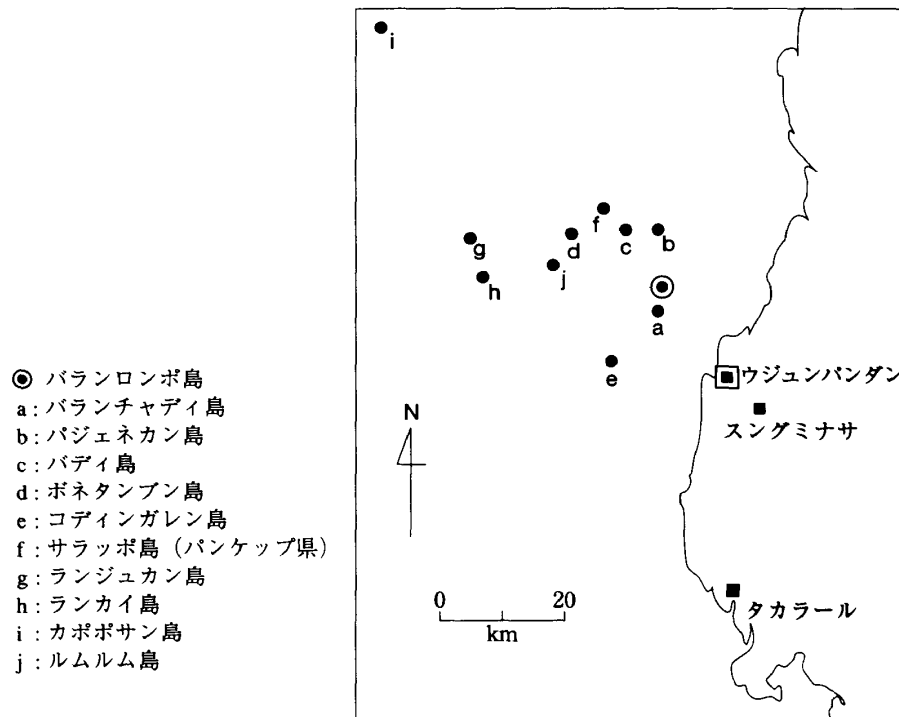 i
f
g
d
c
b
h
j
a
e
ウジュンパンダン
スングミナサ
タカラール
N
0 20
km
◉ バランロンポ島
a：バランチャディ島
b：パジェネカン島
c：バディ島
d：ボネタンブン島
e：コディンガレン島
f：サラッポ島（パンケップ県）
g：ランジュカン島
h：ランカイ島
i：カポポサン島
j：ルムルム島